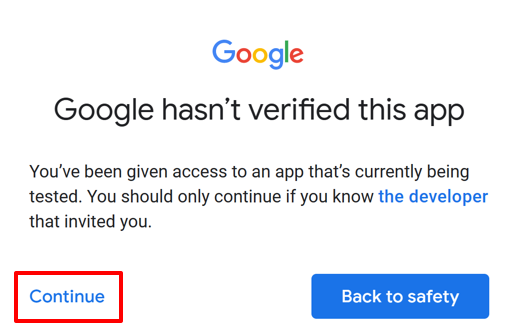 Google
Google hasn’t verified this app
You’ve been given access to an app that’s currently being
tested. You should only continue if you know the developer
that invited you.
Continue
Back to safety